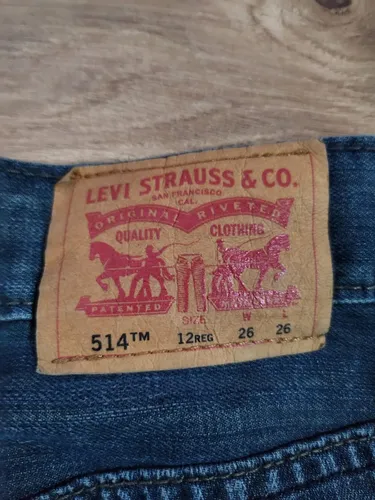 LEVI STRAUSS & CO.
SAN FRANCISCO
CAL.
ORIGINAL RIVETED
QUALITY CLOTHING
PATENTED
SIZE W L
514™ 12REG 26 26